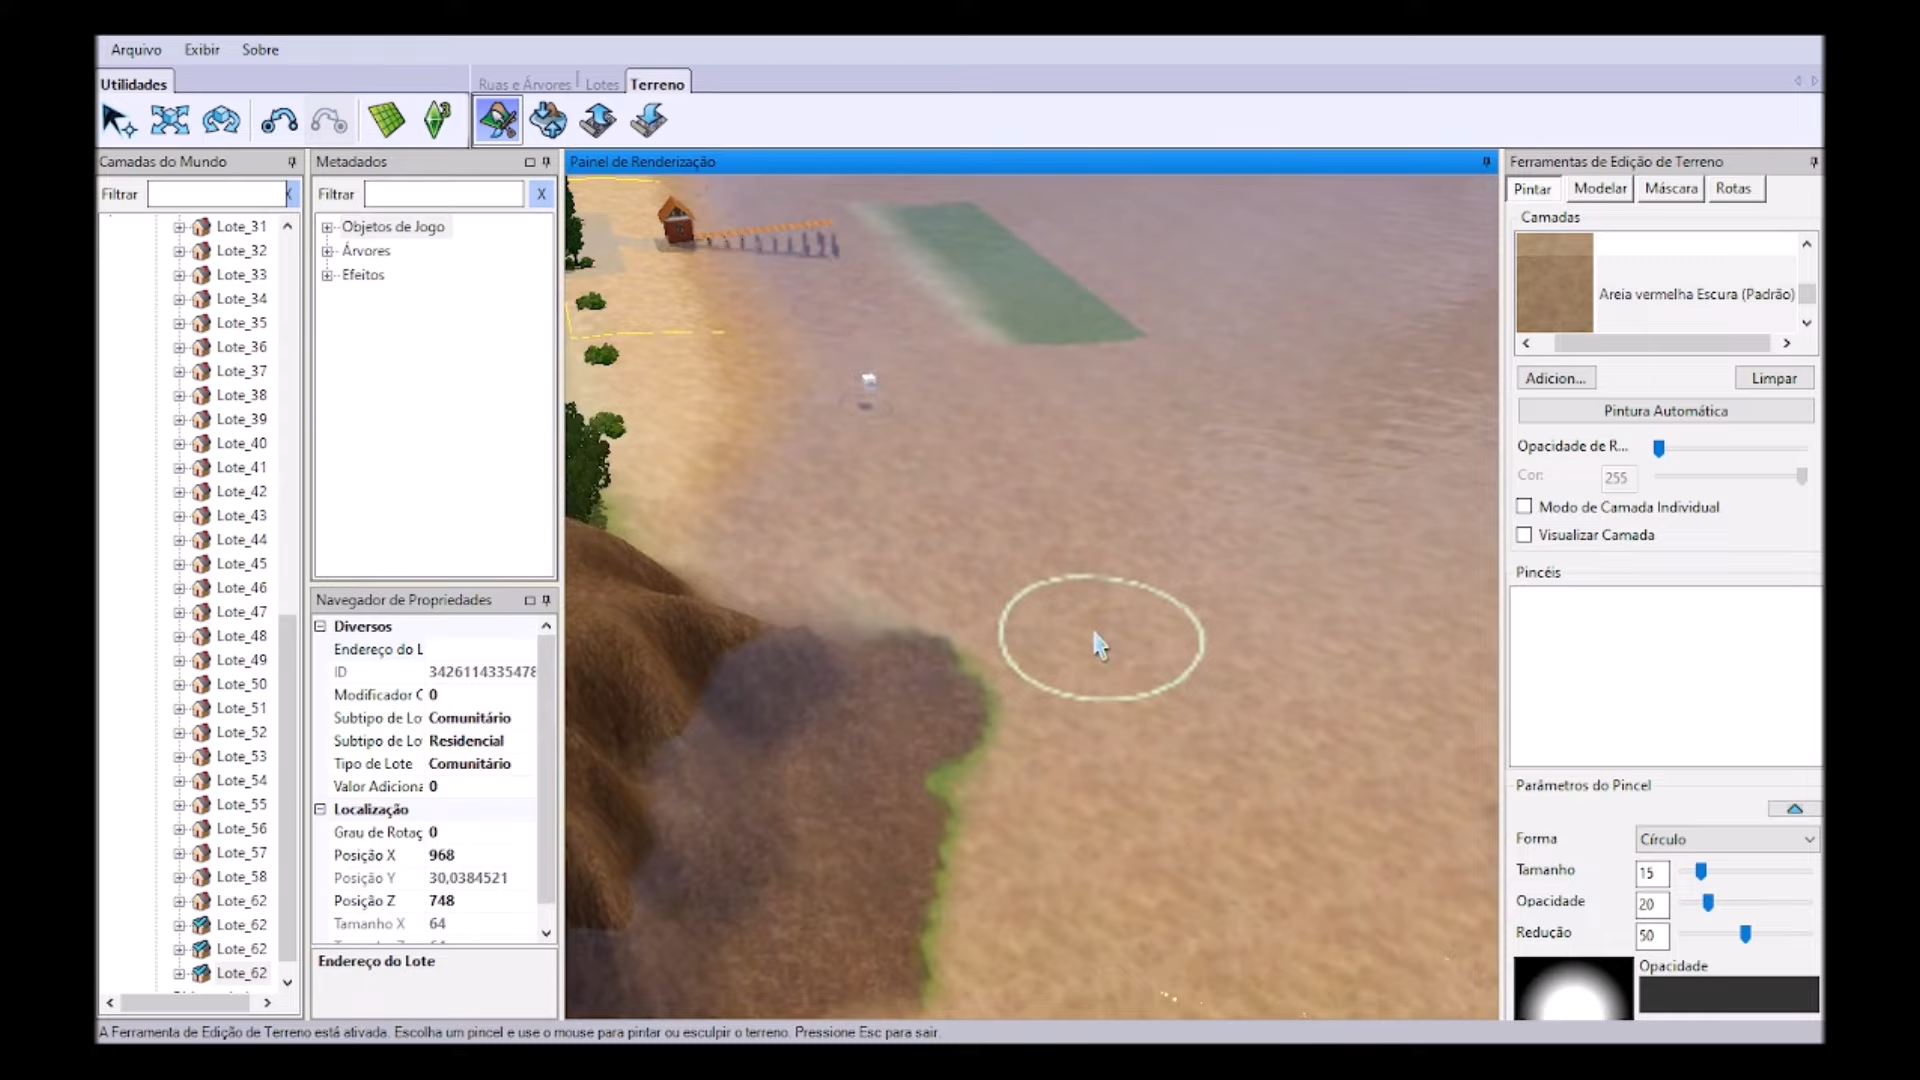 Arquivo Exibir Sobre
Utilidades
Ruas e Árvores Lotes Terreno
Camadas do Mundo
Filtrar
Lote_31
Lote_32
Lote_33
Lote_34
Lote_35
Lote_36
Lote_37
Lote_38
Lote_39
Lote_40
Lote_41
Lote_42
Lote_43
Lote_44
Lote_45
Lote_46
Lote_47
Lote_48
Lote_49
Lote_50
Lote_51
Lote_52
Lote_53
Lote_54
Lote_55
Lote_56
Lote_57
Lote_58
Lote_62
Lote_62
Lote_62
Lote_62
Metadados
Filtrar X
Objetos de Jogo
Árvores
Efeitos
Navegador de Propriedades
Diversos
Endereço do L
ID 3426114335478
Modificador C 0
Subtipo de Lo Comunitário
Subtipo de Lo Residencial
Tipo de Lote Comunitário
Valor Adiciona 0
Localização
Grau de Rotaç 0
Posição X 968
Posição Y 30,0384521
Posição Z 748
Tamanho X 64
Endereço do Lote
Painel de Renderização
Ferramentas de Edição de Terreno
Pintar Modelar Máscara Rotas
Camadas
Areia vermelha Escura (Padrão)
Adicion... Limpar
Pintura Automática
Opacidade de R...
Cor: 255
Modo de Camada Individual
Visualizar Camada
Pincéis
Parâmetros do Pincel
Forma Círculo
Tamanho 15
Opacidade 20
Redução 50
Opacidade
A Ferramenta de Edição de Terreno está ativada. Escolha um pincel e use o mouse para pintar ou esculpir o terreno. Pressione Esc para sair.